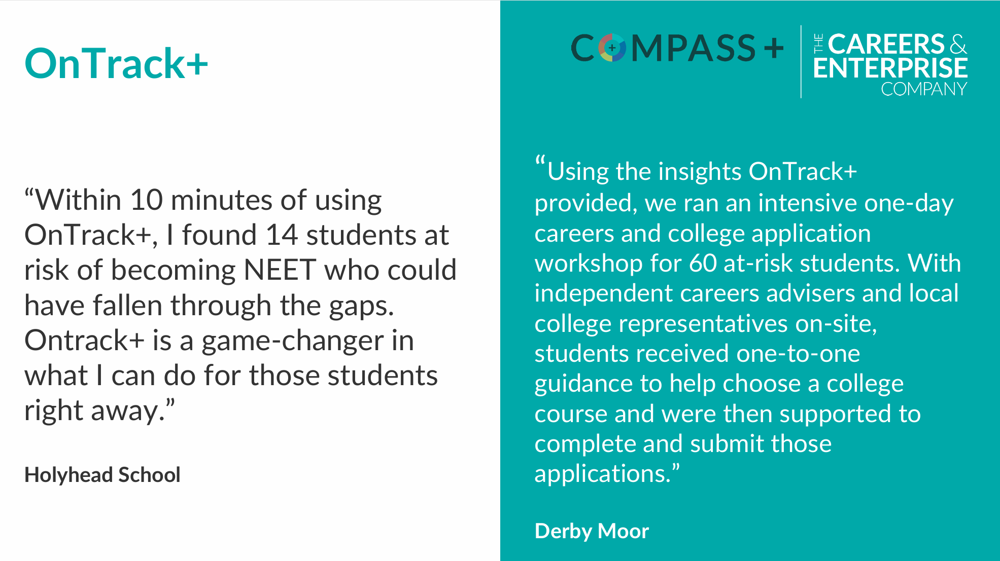 OnTrack+
“Within 10 minutes of using
OnTrack+, I found 14 students at
risk of becoming NEET who could
have fallen through the gaps.
Ontrack+ is a game-changer in
what I can do for those students
right away.”
Holyhead School
COMPASS +
THE CAREERS &
ENTERPRISE
COMPANY
“Using the insights OnTrack+
provided, we ran an intensive one-day
careers and college application
workshop for 60 at-risk students. With
independent careers advisers and local
college representatives on-site,
students received one-to-one
guidance to help choose a college
course and were then supported to
complete and submit those
applications.”
Derby Moor